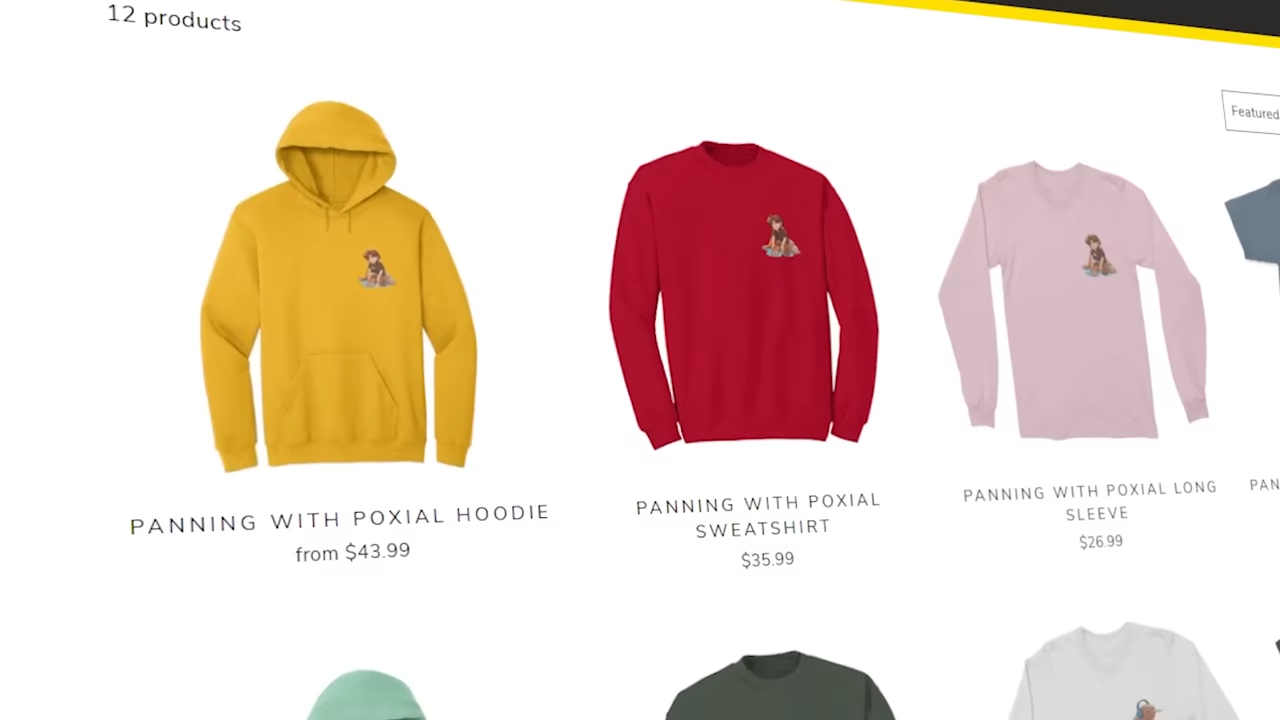 12 products
Featured
PANNING WITH POXIAL HOODIE
from $43.99
PANNING WITH POXIAL
SWEATSHIRT
$35.99
PANNING WITH POXIAL LONG
SLEEVE
$26.99
PAN